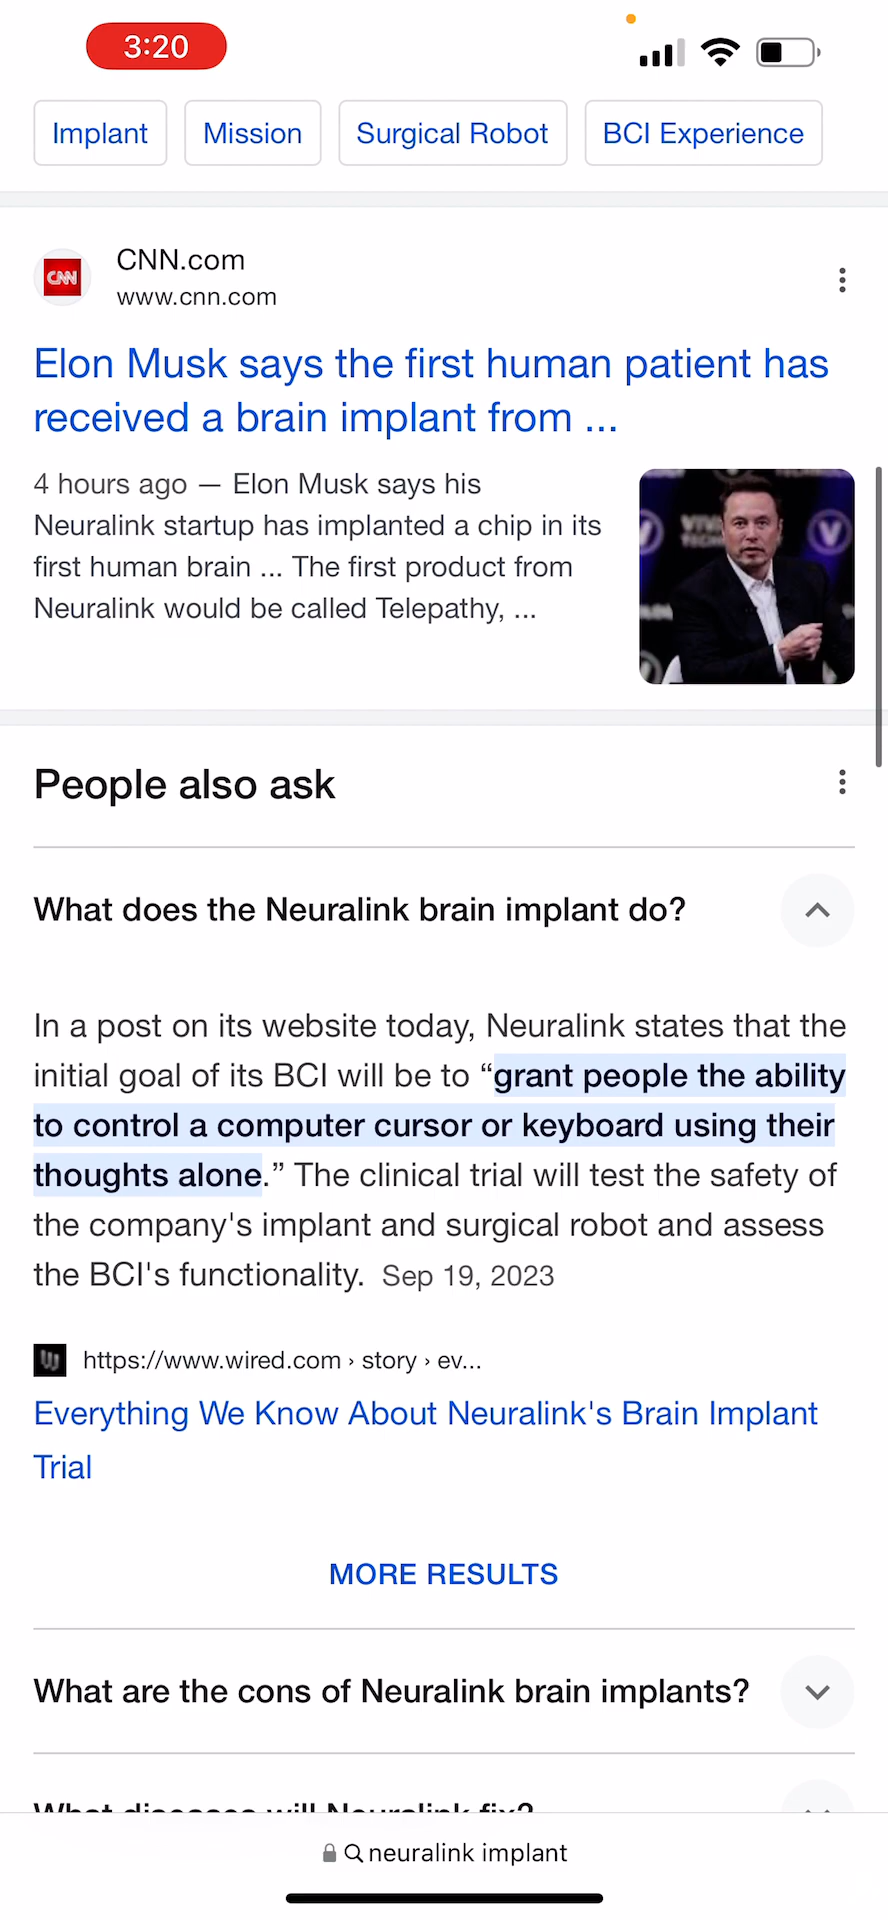 3:20
Implant
Mission
Surgical Robot
BCI Experience
CNN
CNN.com
www.cnn.com
Elon Musk says the first human patient has
received a brain implant from ...
4 hours ago — Elon Musk says his
Neuralink startup has implanted a chip in its
first human brain ... The first product from
Neuralink would be called Telepathy, ...
People also ask
What does the Neuralink brain implant do?
In a post on its website today, Neuralink states that the
initial goal of its BCI will be to “grant people the ability
to control a computer cursor or keyboard using their
thoughts alone.” The clinical trial will test the safety of
the company's implant and surgical robot and assess
the BCI's functionality. Sep 19, 2023
https://www.wired.com › story › ev...
Everything We Know About Neuralink's Brain Implant
Trial
MORE RESULTS
What are the cons of Neuralink brain implants?
What diseases will Neuralink fix?
neuralink implant